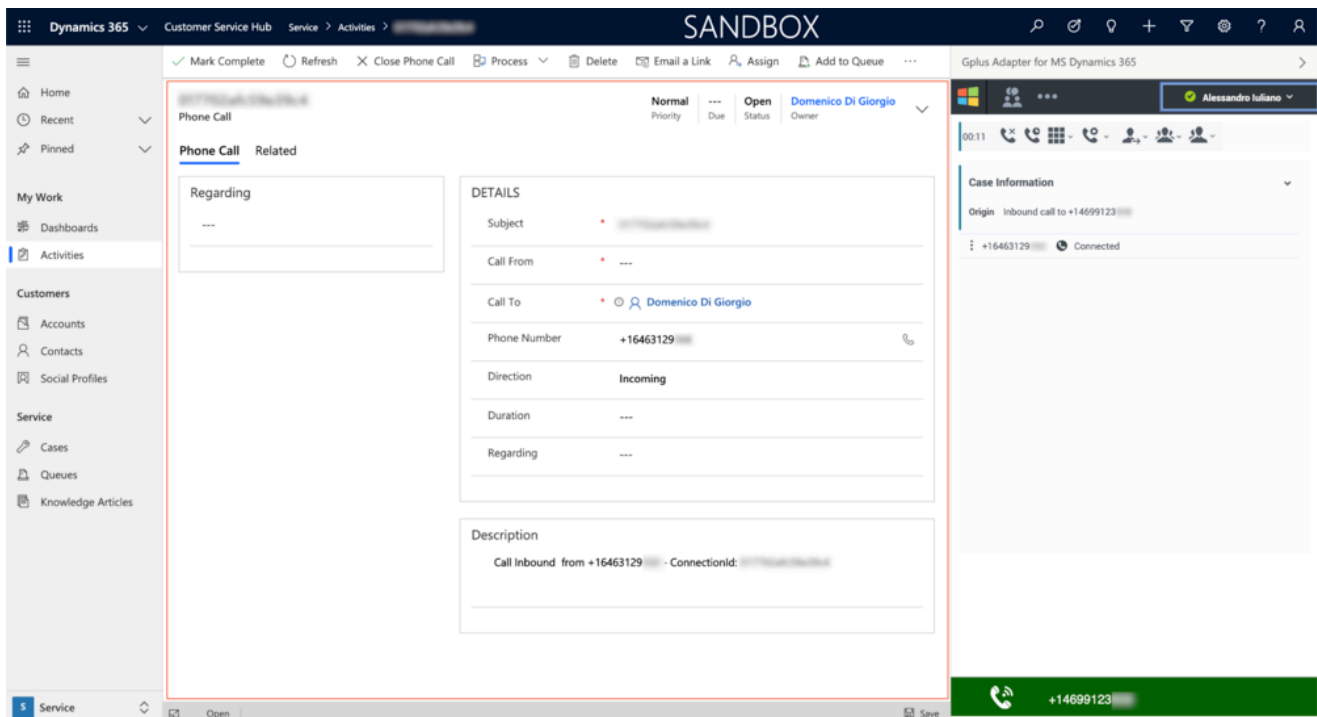 Dynamics 365 Customer Service Hub Service > Activities >
SANDBOX
Mark Complete Refresh Close Phone Call Process Delete Email a Link Assign Add to Queue ...
Gplus Adapter for MS Dynamics 365
Home
Recent
Pinned
My Work
Dashboards
Activities
Customers
Accounts
Contacts
Social Profiles
Service
Cases
Queues
Knowledge Articles
S Service
Phone Call
Normal --- Open Domenico Di Giorgio
Priority Due Status Owner
Phone Call Related
Regarding
---
DETAILS
Subject *
Call From * ---
Call To * Domenico Di Giorgio
Phone Number +16463129
Direction Incoming
Duration ---
Regarding ---
Description
Call Inbound from +16463129 - ConnectionId:
Open Save
Alessandro Iuliano
00:11
Case Information
Origin Inbound call to +14699123
+16463129 Connected
+14699123